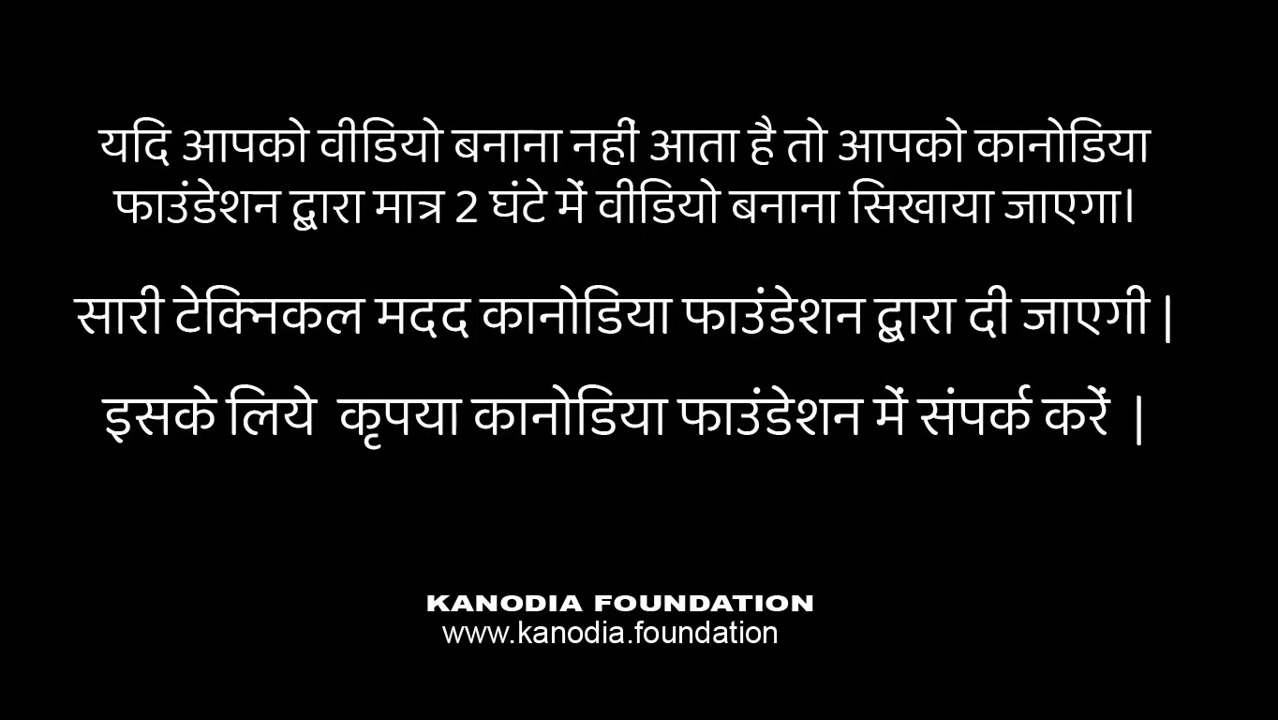 यदि आपको वीडियो बनाना नहीं आता है तो आपको कानोडिया
फाउंडेशन द्वारा मात्र 2 घंटे में वीडियो बनाना सिखाया जाएगा।
सारी टेक्निकल मदद कानोडिया फाउंडेशन द्वारा दी जाएगी |
इसके लिये कृपया कानोडिया फाउंडेशन में संपर्क करें |
KANODIA FOUNDATION
www.kanodia.foundation